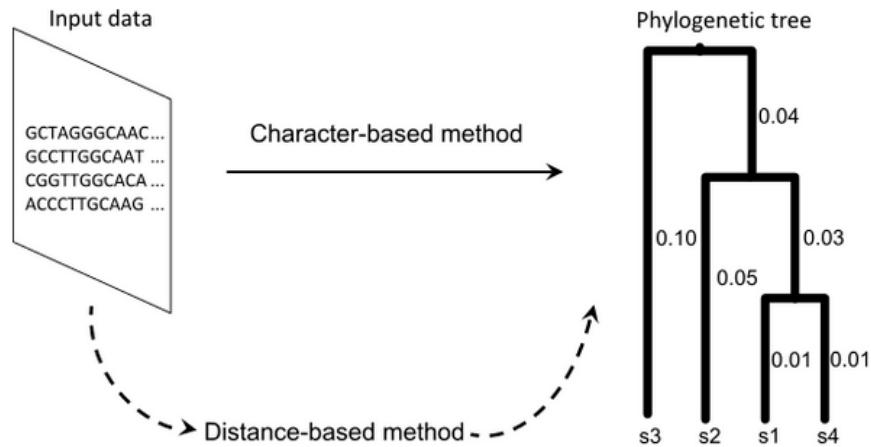 Input data
Phylogenetic tree
GCTAGGGCAAC...
GCCTTGGCAAT ...
CGGTTGGCACA ...
ACCCTTGCAAG ...
Character-based method
0.04
0.10
0.03
0.05
0.01
0.01
s3 s2 s1 s4
Distance-based method